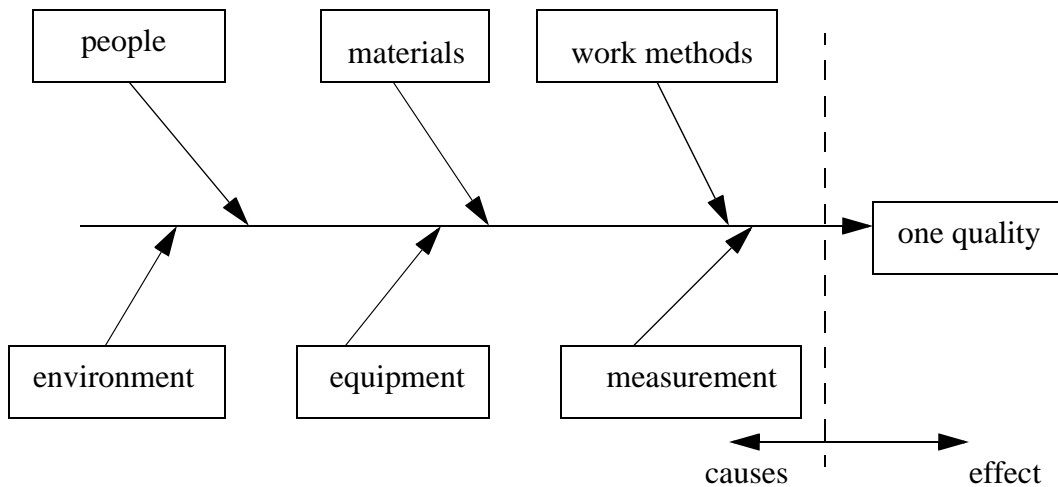 people
materials
work methods
one quality
environment
equipment
measurement
causes
effect